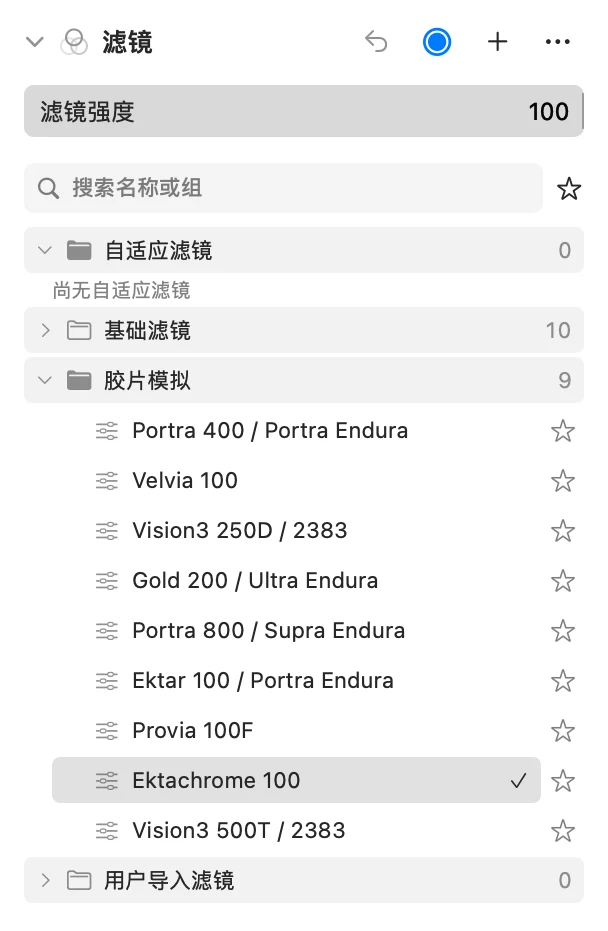 滤镜
滤镜强度 100
搜索名称或组
自适应滤镜 0
尚无自适应滤镜
基础滤镜 10
胶片模拟 9
Portra 400 / Portra Endura
Velvia 100
Vision3 250D / 2383
Gold 200 / Ultra Endura
Portra 800 / Supra Endura
Ektar 100 / Portra Endura
Provia 100F
Ektachrome 100
Vision3 500T / 2383
用户导入滤镜 0